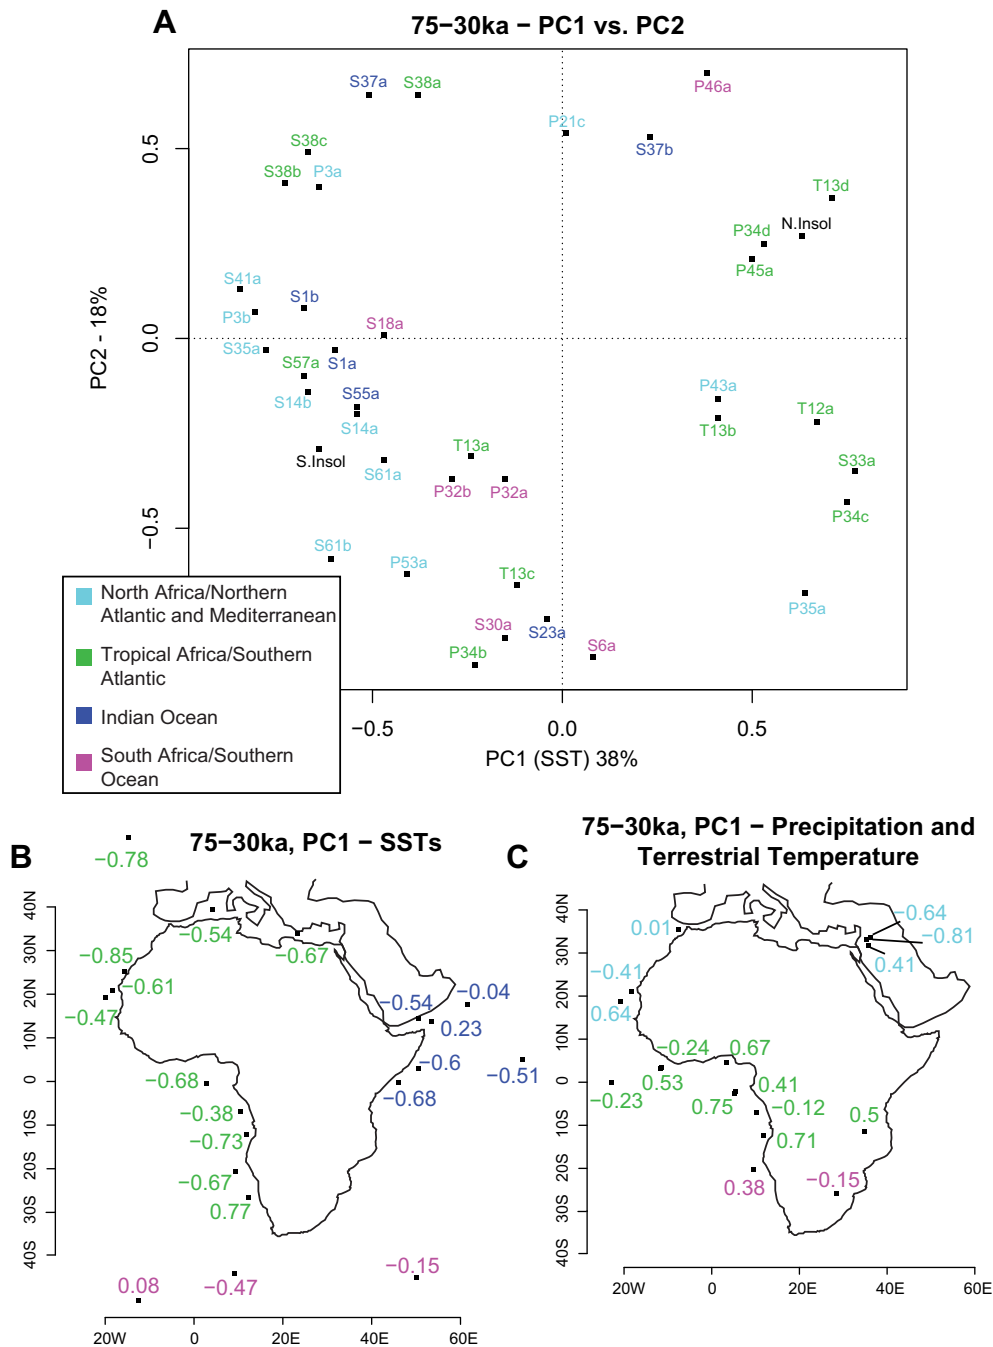 A
75−30ka − PC1 vs. PC2
S37a
S38a
P46a
P21c
S37b
S38c
S38b
P3a
T13d
N.Insol
P34d
P45a
S41a
S1b
P3b
S18a
S35a
S1a
S57a
S55a
S14b
S14a
P43a
T13b
T12a
S.Insol
S61a
T13a
S33a
P32b
P32a
P34c
S61b
P53a
T13c
P35a
S30a
S23a
S6a
P34b
0.5
0.0
−0.5
PC2 - 18%
−0.5
0.0
0.5
PC1 (SST) 38%
North Africa/Northern
Atlantic and Mediterranean
Tropical Africa/Southern
Atlantic
Indian Ocean
South Africa/Southern
Ocean
B
75−30ka, PC1 − SSTs
−0.78
−0.54
−0.67
−0.85
−0.61
−0.47
−0.54
−0.04
0.23
−0.6
−0.51
−0.68
−0.68
−0.38
−0.73
−0.67
0.77
−0.15
0.08
−0.47
40N
30N
20N
10N
0
10S
20S
30S
40S
20W
0
20E
40E
60E
C
75−30ka, PC1 − Precipitation and
Terrestrial Temperature
0.01
−0.64
−0.81
0.41
−0.41
0.64
−0.24
0.67
0.53
−0.23
0.41
0.75
−0.12
0.5
0.71
0.38
−0.15
40N
30N
20N
10N
0
10S
20S
30S
40S
20W
0
20E
40E
60E